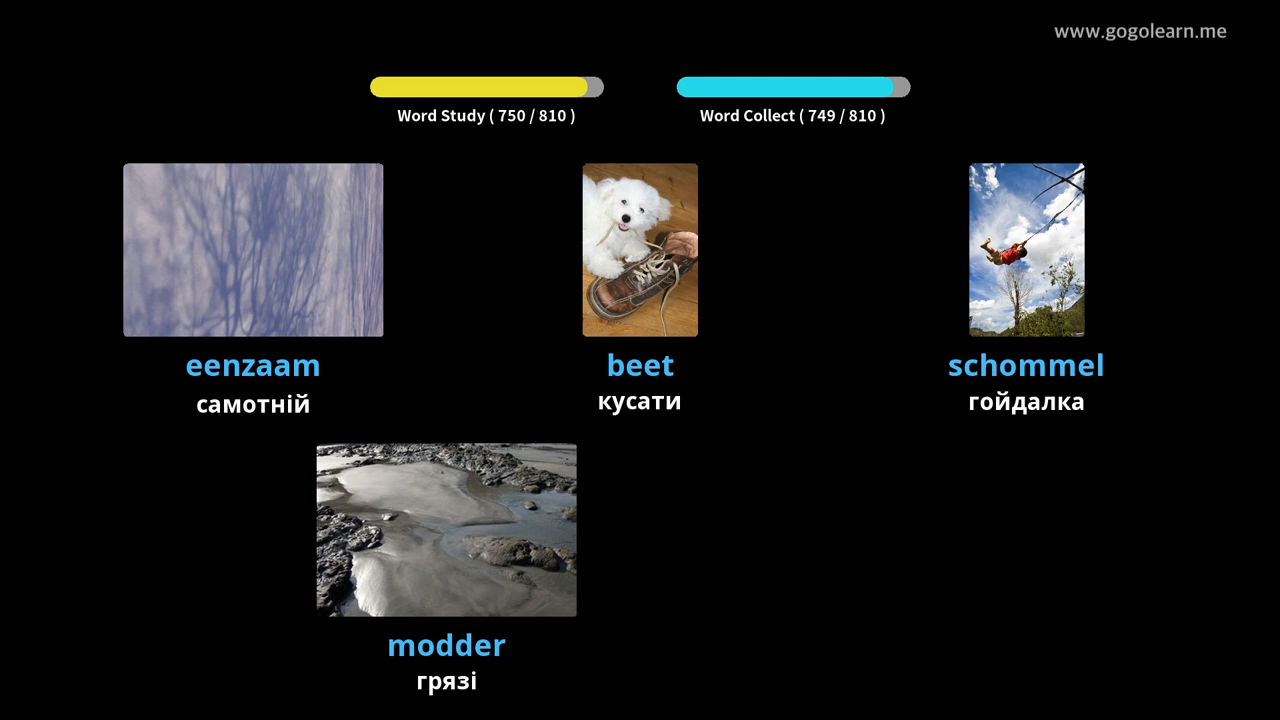 www.gogolearn.me
Word Study ( 750 / 810 )
Word Collect ( 749 / 810 )
eenzaam
самотній
beet
кусати
schommel
гойдалка
modder
грязі